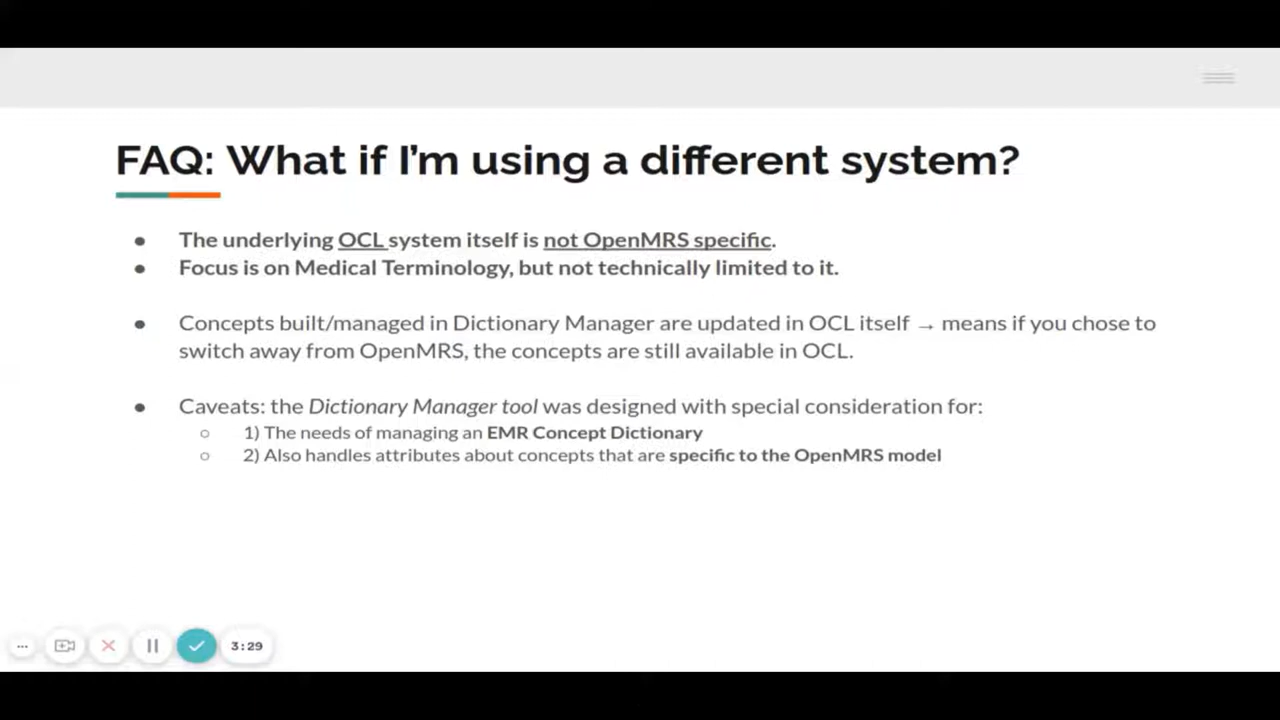 FAQ: What if I'm using a different system?
● The underlying OCL system itself is not OpenMRS specific.
● Focus is on Medical Terminology, but not technically limited to it.
● Concepts built/managed in Dictionary Manager are updated in OCL itself → means if you chose to
switch away from OpenMRS, the concepts are still available in OCL.
● Caveats: the Dictionary Manager tool was designed with special consideration for:
○ 1) The needs of managing an EMR Concept Dictionary
○ 2) Also handles attributes about concepts that are specific to the OpenMRS model
3:29